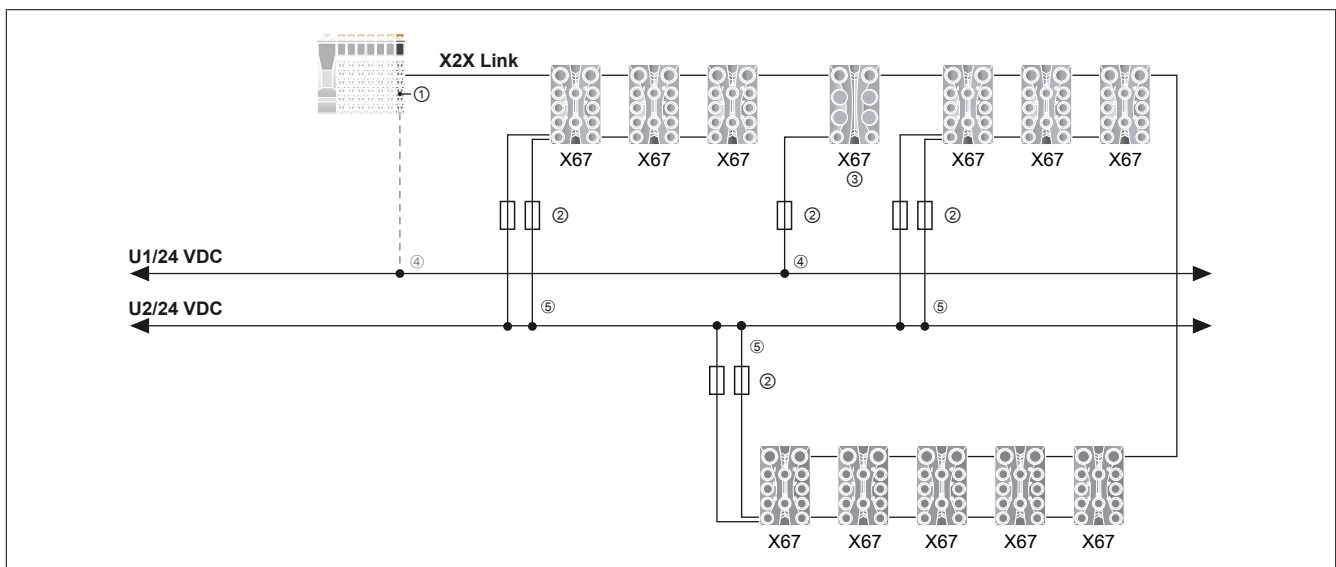 X2X Link
①
X67 X67 X67 X67 X67 X67 X67
③
② ② ②
U1/24 VDC ④ ④
U2/24 VDC ⑤ ⑤
⑤
②
X67 X67 X67 X67 X67